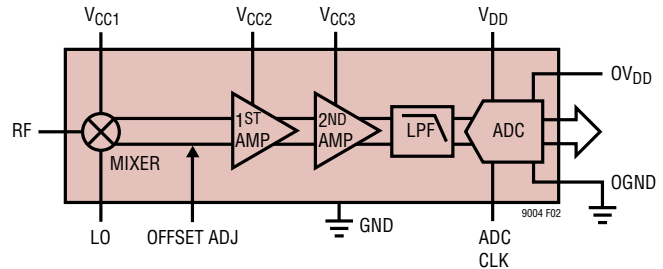 VCC1
VCC2
VCC3
VDD
OVDD
RF
MIXER
1ST
AMP
2ND
AMP
LPF
ADC
OGND
9004 F02
LO
OFFSET ADJ
GND
ADC
CLK